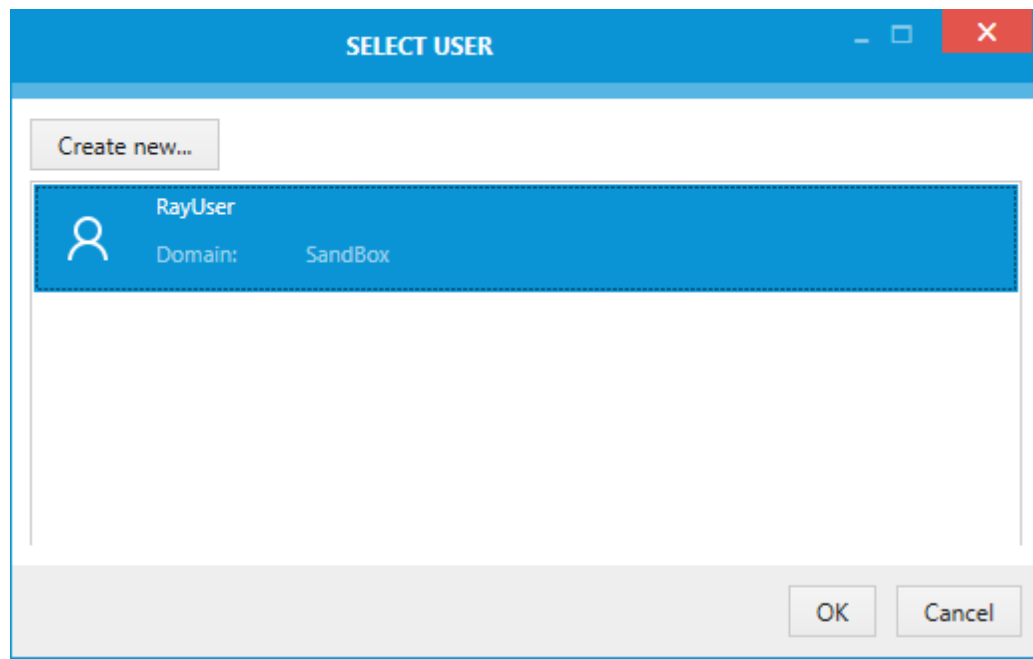 SELECT USER
Create new...
RayUser
Domain: SandBox
OK Cancel